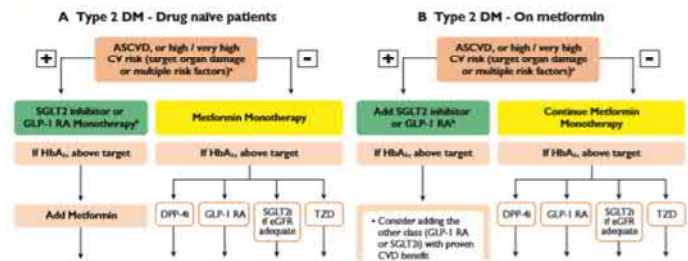 A Type 2 DM - Drug naïve patients
ASCVD, or high / very high
CV risk (target organ damage
or multiple risk factors)ᵃ
+
-
SGLT2 inhibitor or
GLP-1 RA Monotherapyᵇ
Metformin Monotherapy
If HbA₁c above target
If HbA₁c above target
Add Metformin
DPP-4i
GLP-1 RA
SGLT2i
if eGFR
adequate
TZD
B Type 2 DM - On metformin
ASCVD, or high / very high
CV risk (target organ damage
or multiple risk factors)ᵃ
+
-
Add SGLT2 inhibitor
or GLP-1 RAᵇ
Continue Metformin
Monotherapy
If HbA₁c above target
If HbA₁c above target
• Consider adding the
other class (GLP-1 RA
or SGLT2i) with proven
CVD benefit
DPP-4i
GLP-1 RA
SGLT2i
if eGFR
adequate
TZD